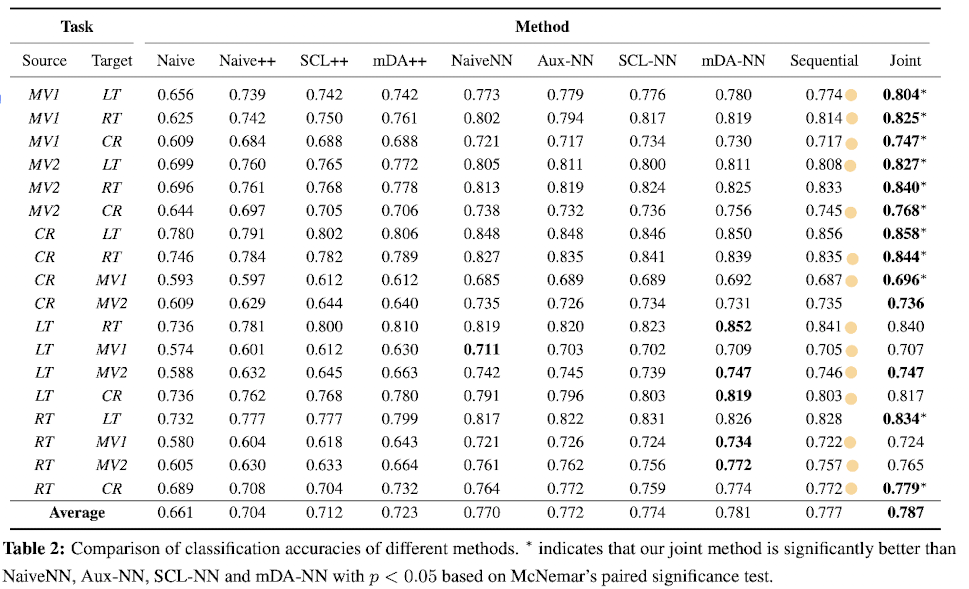 Task Method
Source Target Naive Naive++ SCL++ mDA++ NaiveNN Aux-NN SCL-NN mDA-NN Sequential Joint
MV1 LT 0.656 0.739 0.742 0.742 0.773 0.779 0.776 0.780 0.774 0.804*
MV1 RT 0.625 0.742 0.750 0.761 0.802 0.794 0.817 0.819 0.814 0.825*
MV1 CR 0.609 0.684 0.688 0.688 0.721 0.717 0.734 0.730 0.717 0.747*
MV2 LT 0.699 0.760 0.765 0.772 0.805 0.811 0.800 0.811 0.808 0.827*
MV2 RT 0.696 0.761 0.768 0.778 0.813 0.819 0.824 0.825 0.833 0.840*
MV2 CR 0.644 0.697 0.705 0.706 0.738 0.732 0.736 0.756 0.745 0.768*
CR LT 0.780 0.791 0.802 0.806 0.848 0.848 0.846 0.850 0.856 0.858*
CR RT 0.746 0.784 0.782 0.789 0.827 0.835 0.841 0.839 0.835 0.844*
CR MV1 0.593 0.597 0.612 0.612 0.685 0.689 0.689 0.692 0.687 0.696*
CR MV2 0.609 0.629 0.644 0.640 0.735 0.726 0.734 0.731 0.735 0.736
LT RT 0.736 0.781 0.800 0.810 0.819 0.820 0.823 0.852 0.841 0.840
LT MV1 0.574 0.601 0.612 0.630 0.711 0.703 0.702 0.709 0.705 0.707
LT MV2 0.588 0.632 0.645 0.663 0.742 0.745 0.739 0.747 0.746 0.747
LT CR 0.736 0.762 0.768 0.780 0.791 0.796 0.803 0.819 0.803 0.817
RT LT 0.732 0.777 0.777 0.799 0.817 0.822 0.831 0.826 0.828 0.834*
RT MV1 0.580 0.604 0.618 0.643 0.721 0.726 0.724 0.734 0.722 0.724
RT MV2 0.605 0.630 0.633 0.664 0.761 0.762 0.756 0.772 0.757 0.765
RT CR 0.689 0.708 0.704 0.732 0.764 0.772 0.759 0.774 0.772 0.779*
Average 0.661 0.704 0.712 0.723 0.770 0.772 0.774 0.781 0.777 0.787
Table 2: Comparison of classification accuracies of different methods. * indicates that our joint method is significantly better than
NaiveNN, Aux-NN, SCL-NN and mDA-NN with p < 0.05 based on McNemar's paired significance test.